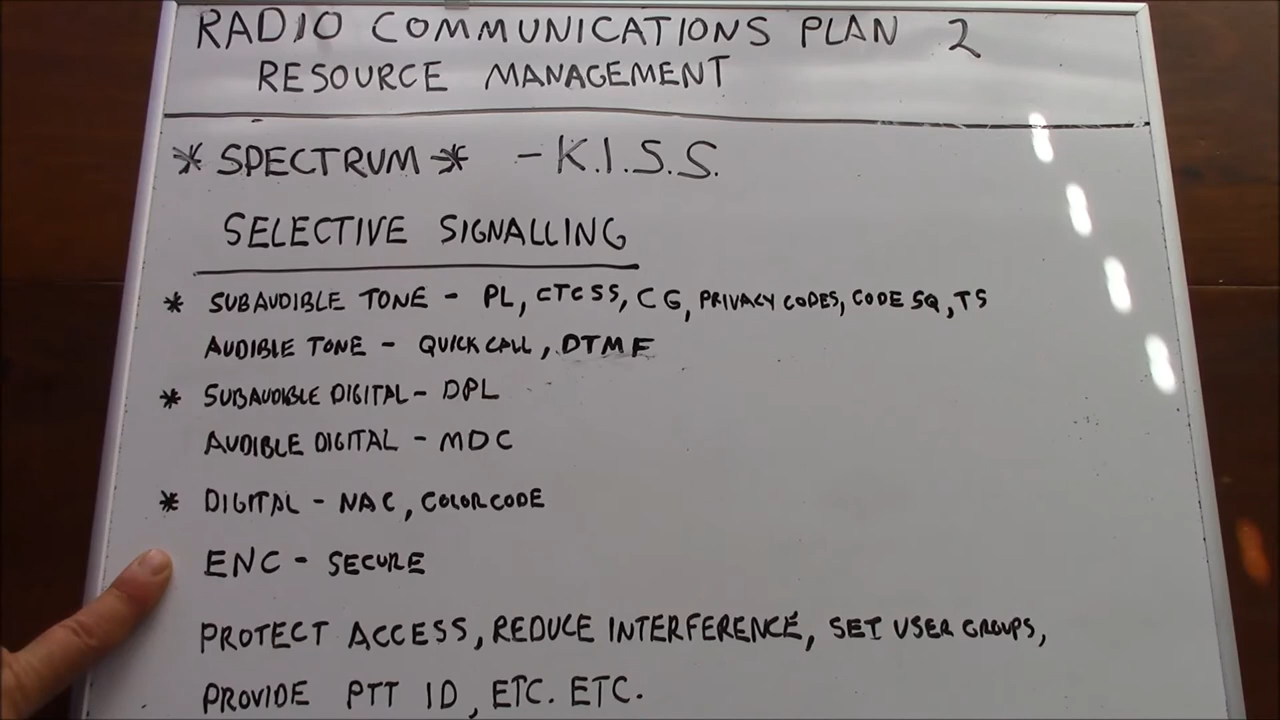 RADIO COMMUNICATIONS PLAN 2
RESOURCE MANAGEMENT
* SPECTRUM * - K.I.S.S.
SELECTIVE SIGNALLING
* SUBAUDIBLE TONE - PL, CTCSS, CG, PRIVACY CODES, CODE SQ, TS
AUDIBLE TONE - QUICK CALL, DTMF
* SUBAUDIBLE DIGITAL - DPL
AUDIBLE DIGITAL - MDC
* DIGITAL - NAC, COLOR CODE
ENC - SECURE
PROTECT ACCESS, REDUCE INTERFERENCE, SET USER GROUPS,
PROVIDE PTT ID, ETC. ETC.